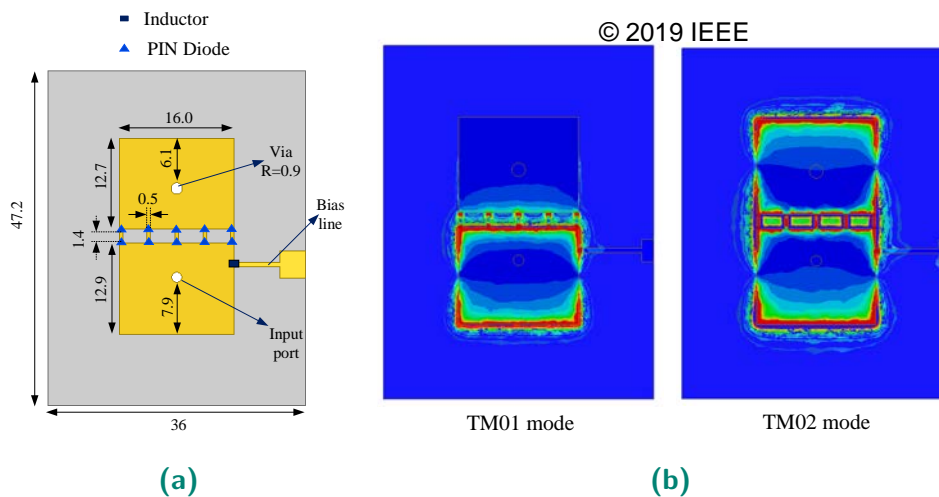 Inductor
PIN Diode
© 2019 IEEE
16.0
12.7
6.1
Via
R=0.9
0.5
Bias
line
47.2
1.4
12.9
7.9
Input
port
36
TM01 mode
TM02 mode
(a)
(b)